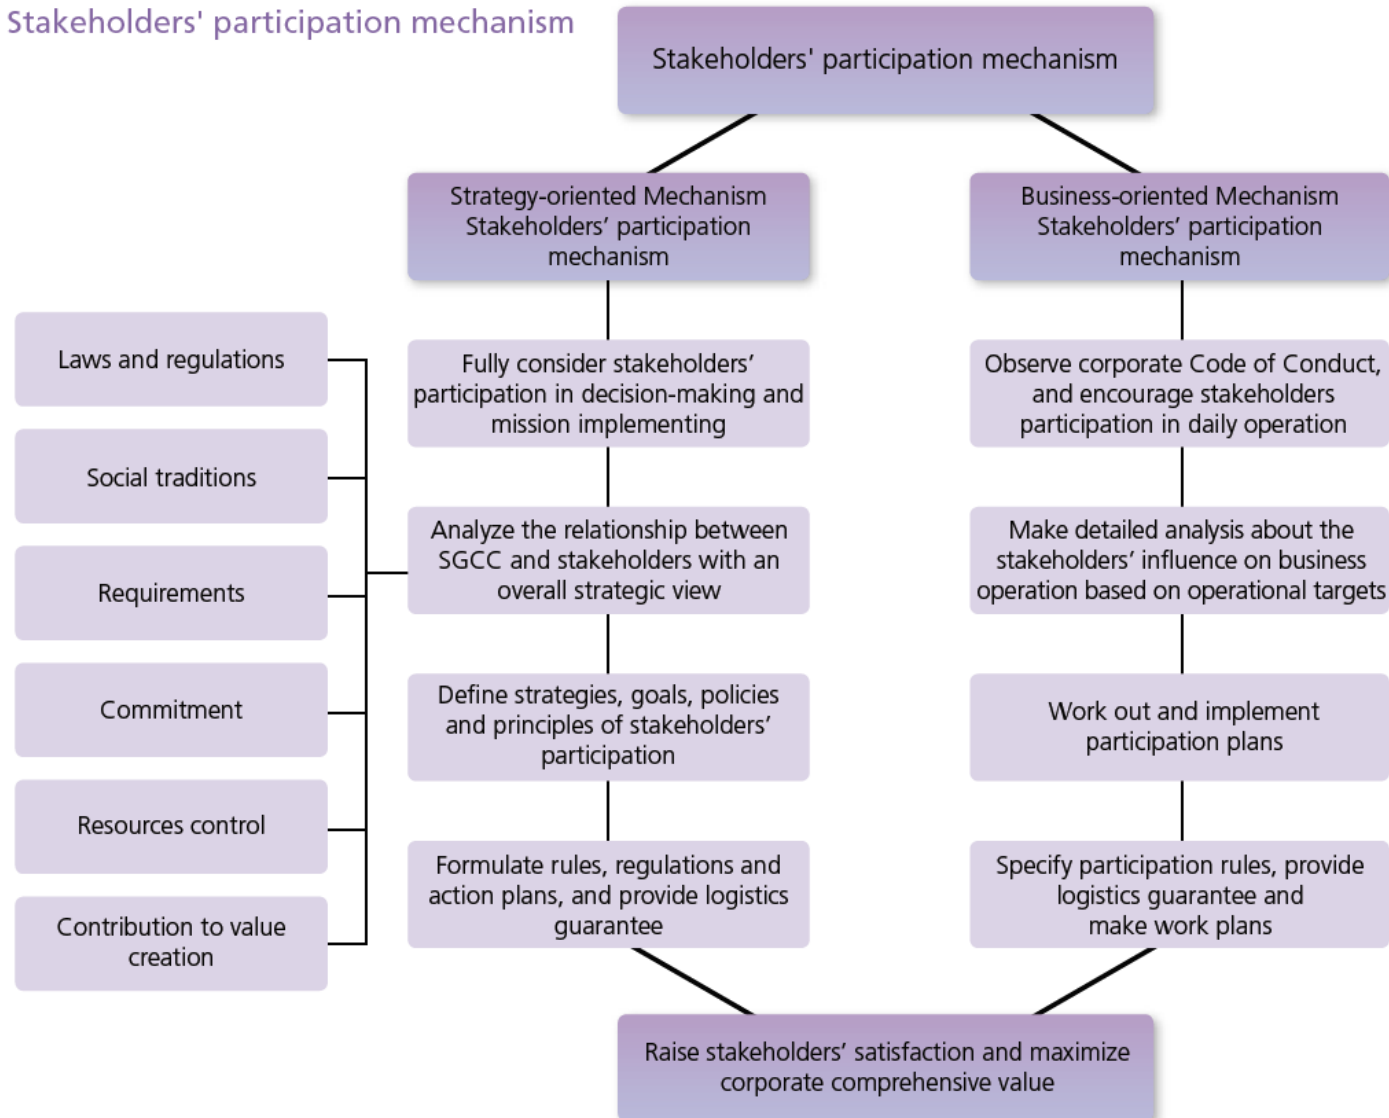 Stakeholders' participation mechanism
Stakeholders' participation mechanism
Strategy-oriented Mechanism
Stakeholders’ participation
mechanism
Business-oriented Mechanism
Stakeholders’ participation
mechanism
Laws and regulations
Social traditions
Requirements
Commitment
Resources control
Contribution to value
creation
Fully consider stakeholders’
participation in decision-making and
mission implementing
Analyze the relationship between
SGCC and stakeholders with an
overall strategic view
Define strategies, goals, policies
and principles of stakeholders’
participation
Formulate rules, regulations and
action plans, and provide logistics
guarantee
Observe corporate Code of Conduct,
and encourage stakeholders
participation in daily operation
Make detailed analysis about the
stakeholders’ influence on business
operation based on operational targets
Work out and implement
participation plans
Specify participation rules, provide
logistics guarantee and
make work plans
Raise stakeholders’ satisfaction and maximize
corporate comprehensive value